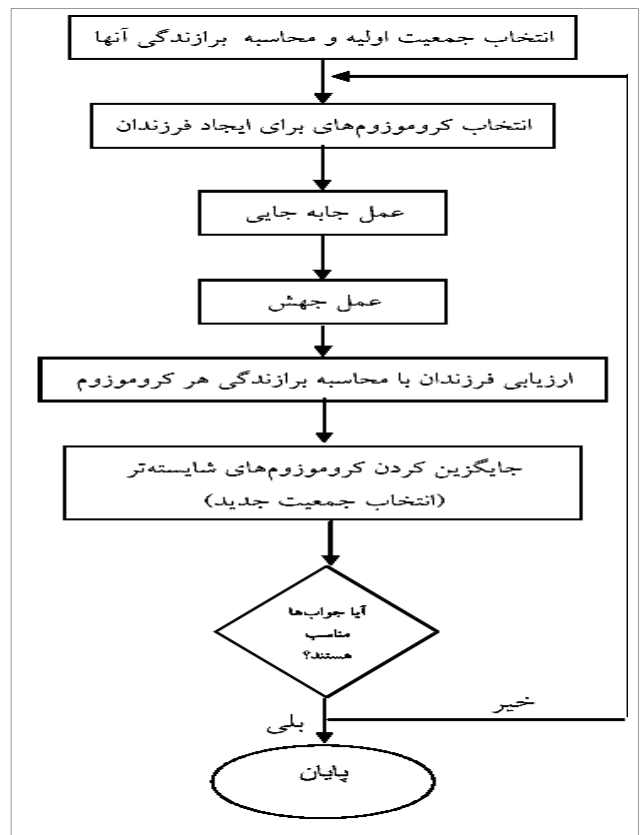 انتخاب جمعیت اولیه و محاسبه برازندگی آنها
انتخاب کروموزوم‌های برای ایجاد فرزندان
عمل جابه جایی
عمل جهش
ارزیابی فرزندان با محاسبه برازندگی هر کروموزوم
جایگزین کردن کروموزوم‌های شایسته‌تر
(انتخاب جمعیت جدید)
آیا جواب‌ها
مناسب
هستند؟
خیر
بلی
پایان